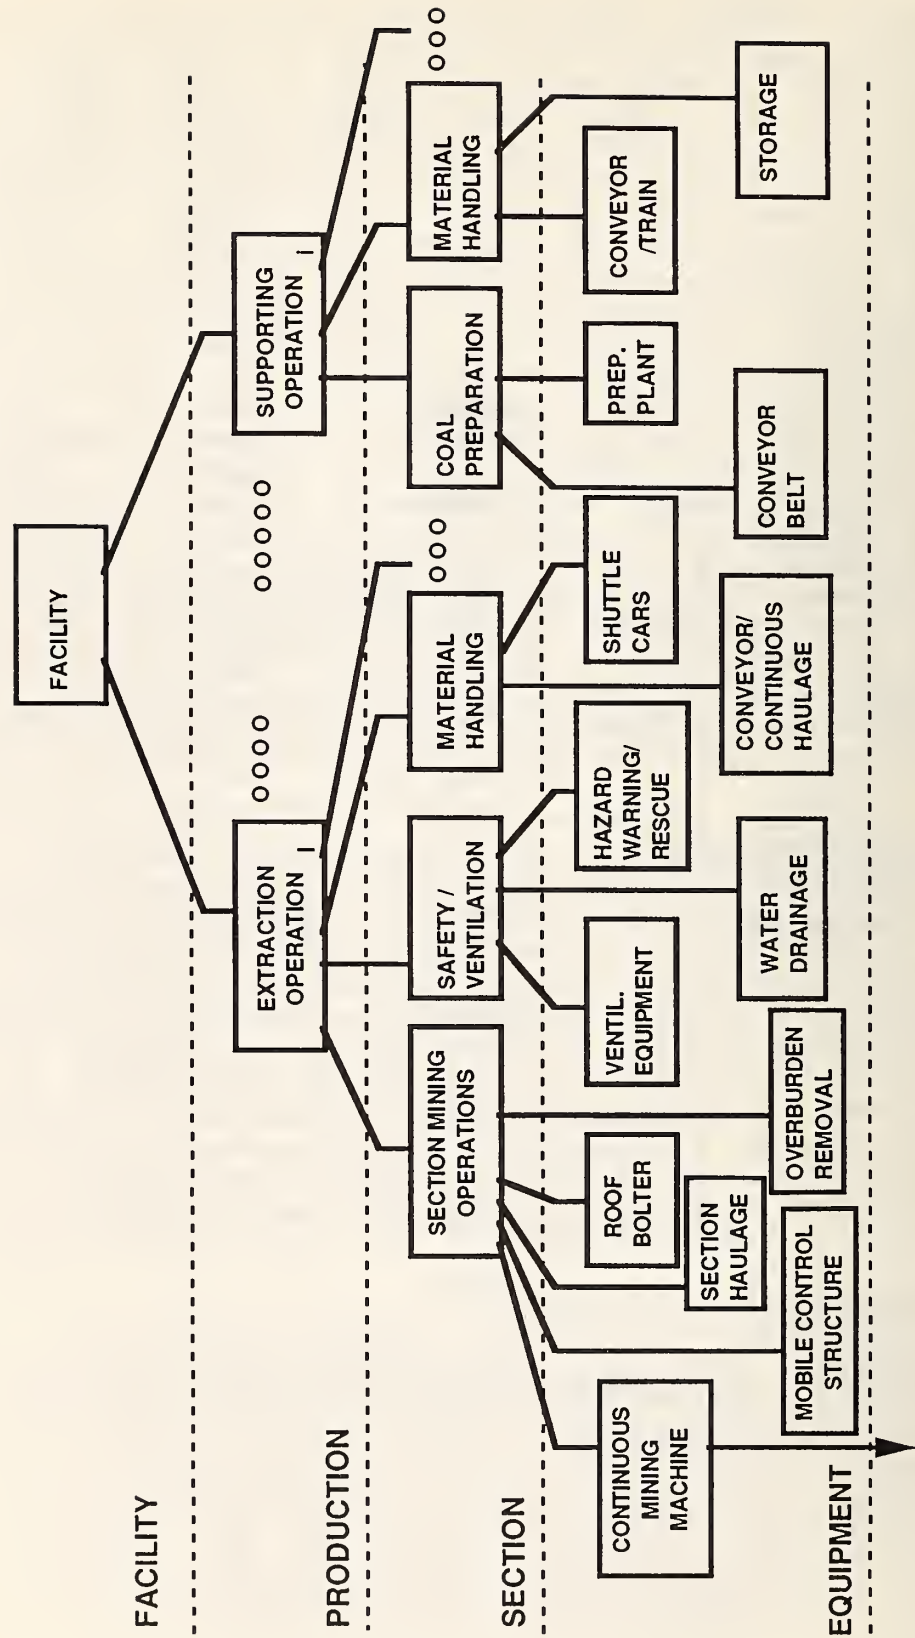 FACILITY
FACILITY
EXTRACTION
OPERATION I
SUPPORTING
OPERATION i
PRODUCTION
SECTION MINING
OPERATIONS
SAFETY /
VENTILATION
MATERIAL
HANDLING
COAL
PREPARATION
MATERIAL
HANDLING
SECTION
CONTINUOUS
MINING
MACHINE
ROOF
BOLTER
VENTIL.
EQUIPMENT
HAZARD
WARNING/
RESCUE
SHUTTLE
CARS
PREP.
PLANT
CONVEYOR
/TRAIN
SECTION
HAULAGE
MOBILE CONTROL
STRUCTURE
OVERBURDEN
REMOVAL
WATER
DRAINAGE
CONVEYOR/
CONTINUOUS
HAULAGE
CONVEYOR
BELT
STORAGE
EQUIPMENT